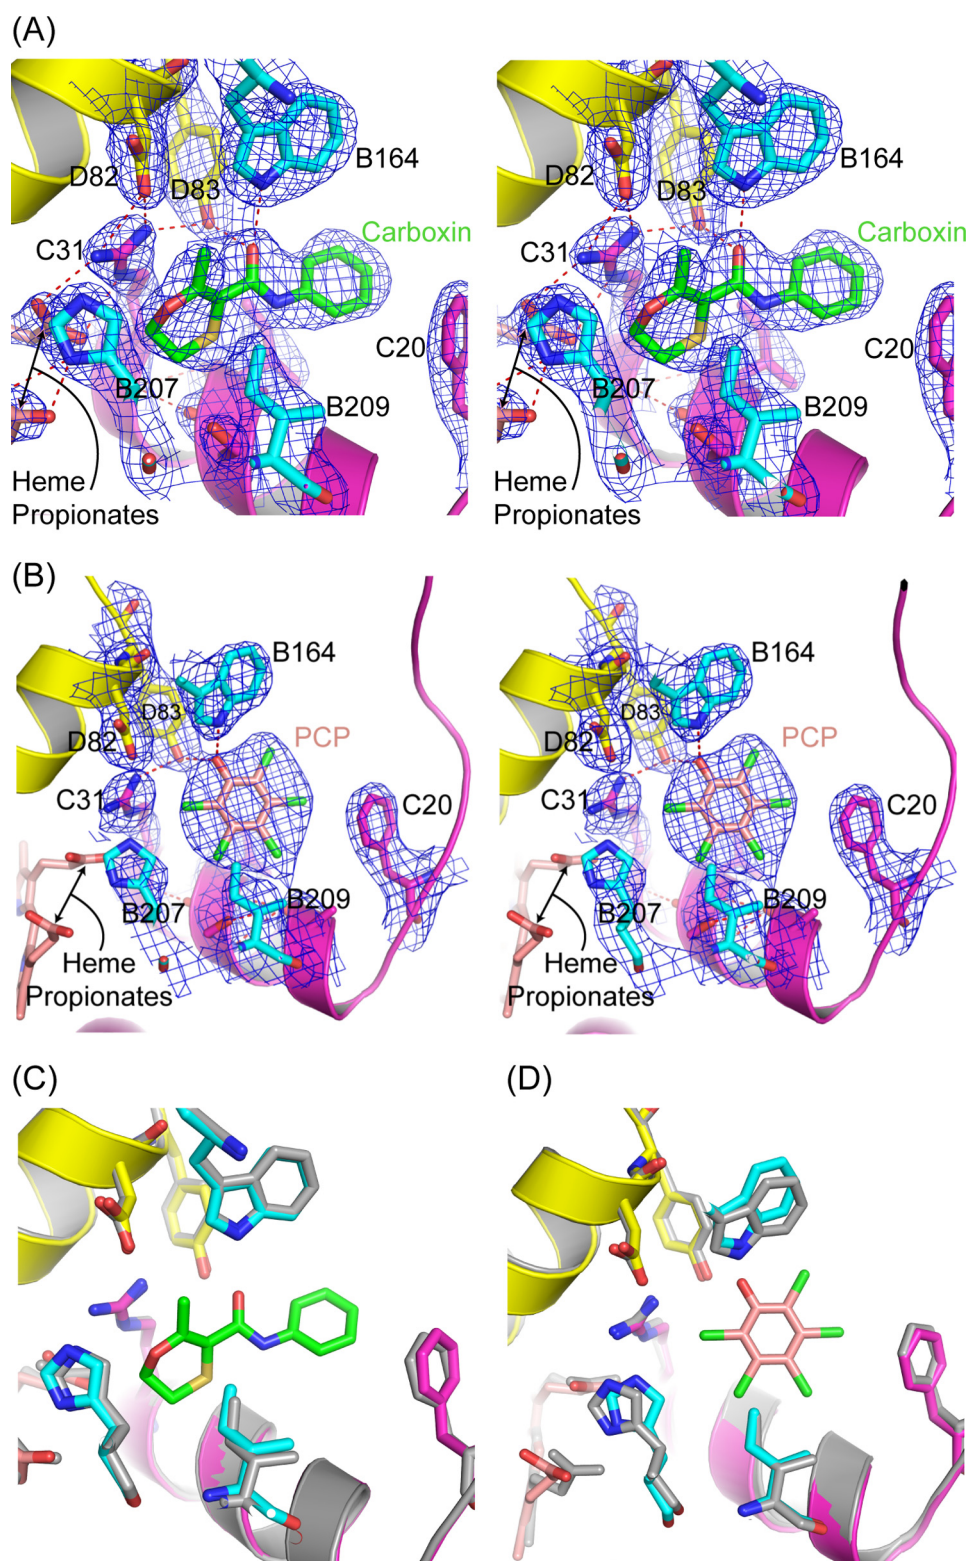 (A)
B164
D82
D83
Carboxin
C31
C20
B207
B209
Heme
Propionates
B164
D82
D83
Carboxin
C31
C20
B207
B209
Heme
Propionates
(B)
B164
D83
D82
PCP
C31
C20
B207
B209
Heme
Propionates
B164
D83
D82
PCP
C31
C20
B207
B209
Heme
Propionates
(C)
(D)